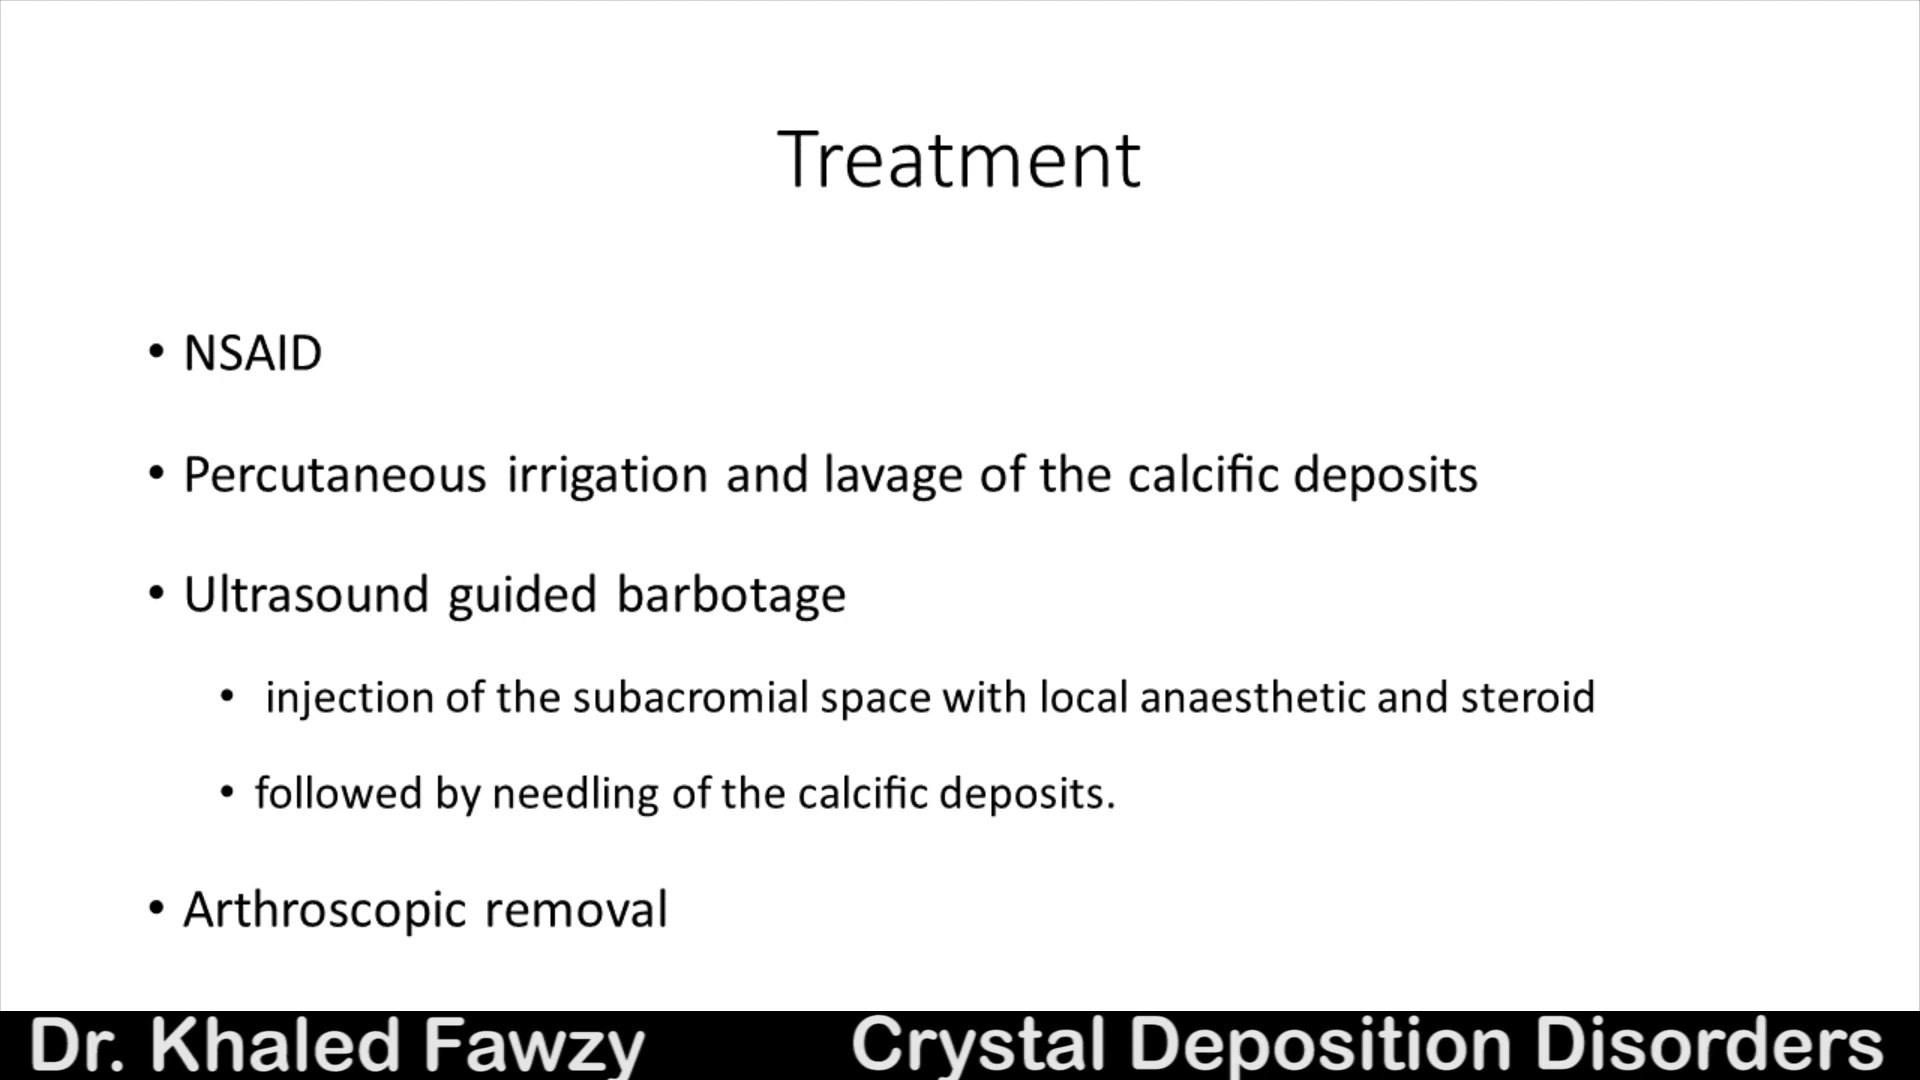 Treatment
• NSAID
• Percutaneous irrigation and lavage of the calcific deposits
• Ultrasound guided barbotage
• injection of the subacromial space with local anaesthetic and steroid
• followed by needling of the calcific deposits.
• Arthroscopic removal
Dr. Khaled Fawzy Crystal Deposition Disorders